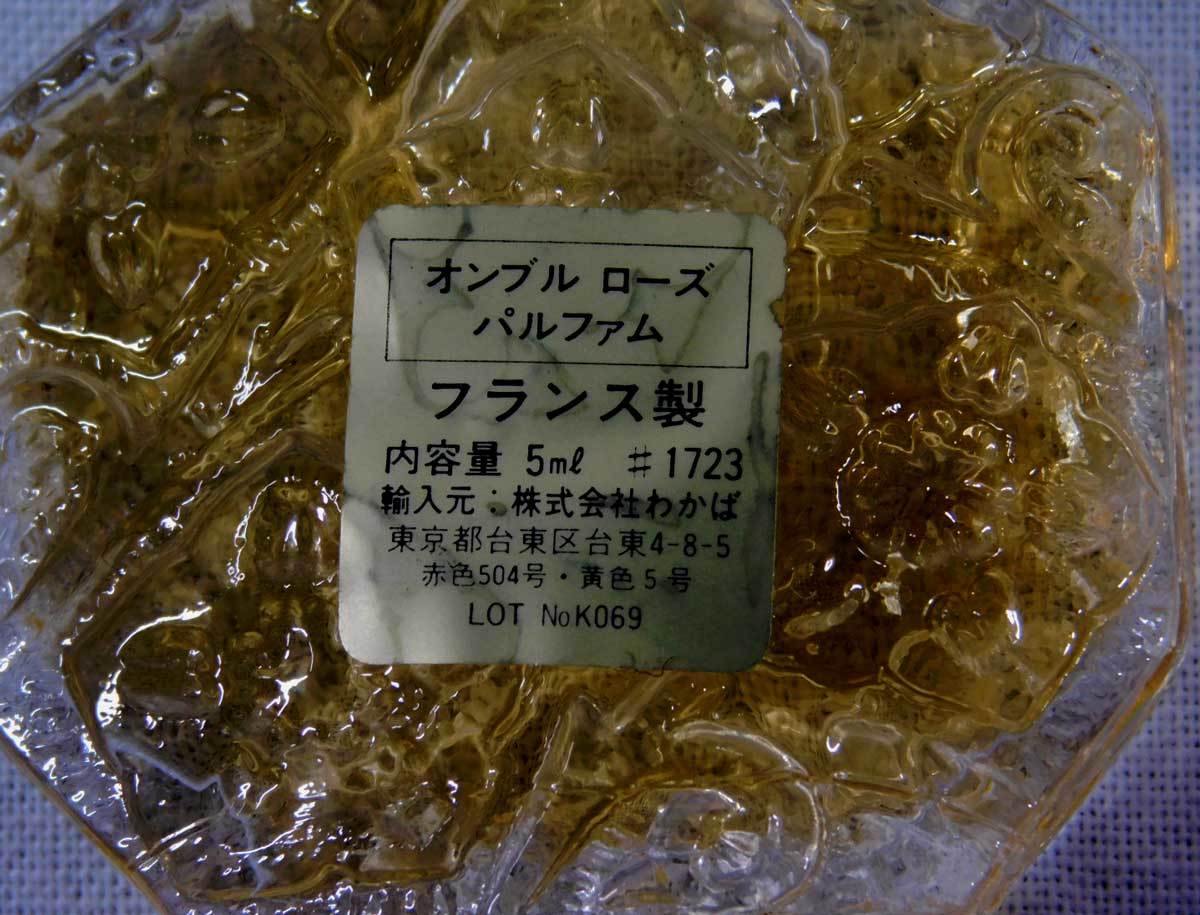 オンブル ローズ
パルファム
フランス製
内容量 5mℓ ♯1723
輸入元:株式会社わかば
東京都台東区台東4-8-5
赤色504号・黄色5号
LOT NoK069